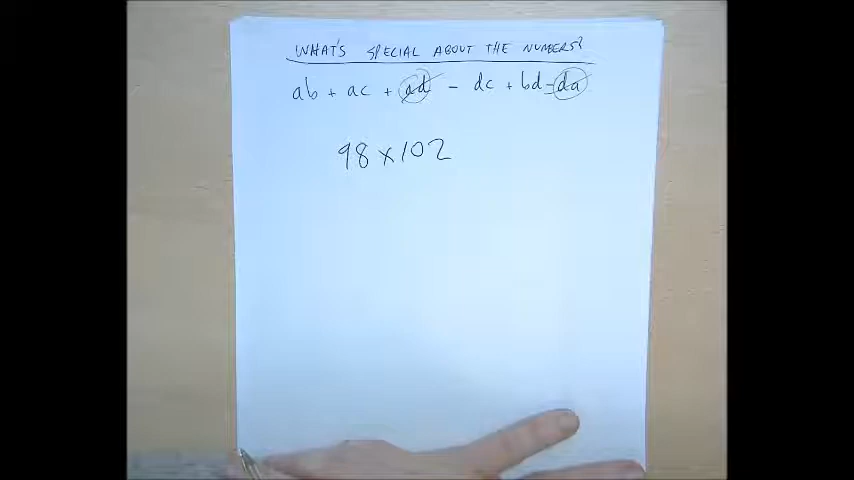 WHAT'S SPECIAL ABOUT THE NUMBERS?
ab + ac + ad - dc + bd - da
98 x 102